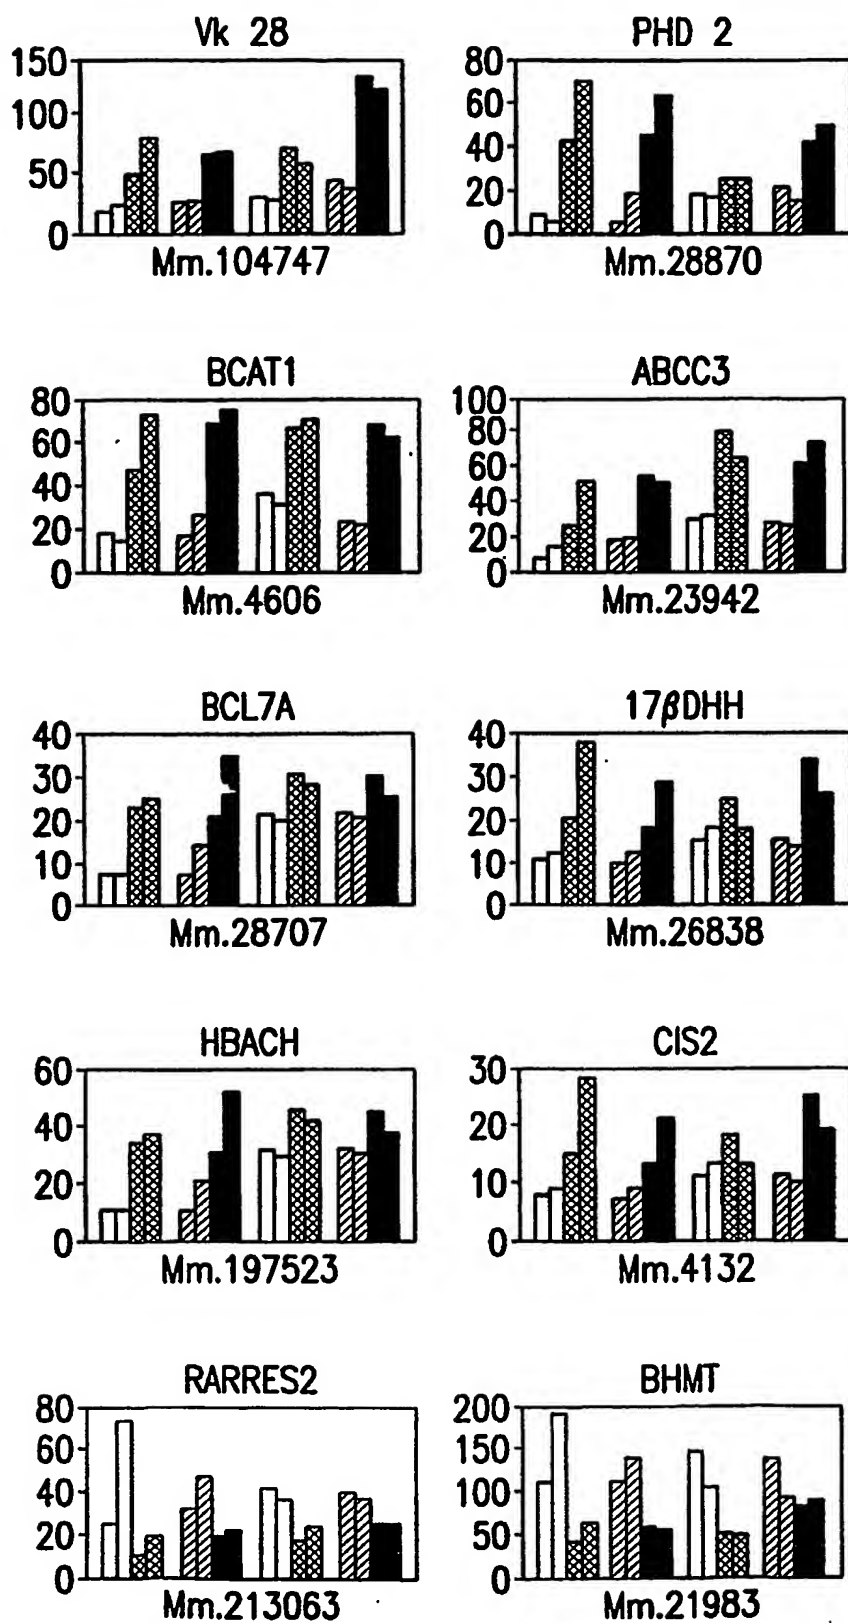 Vk 28
150
100
50
0
Mm.104747
PHD 2
80
60
40
20
0
Mm.28870
BCAT1
80
60
40
20
0
Mm.4606
ABCC3
100
80
60
40
20
0
Mm.23942
BCL7A
40
30
20
10
0
Mm.28707
17βDHH
40
30
20
10
0
Mm.26838
HBACH
60
40
20
0
Mm.197523
CIS2
30
20
10
0
Mm.4132
RARRES2
80
60
40
20
0
Mm.213063
BHMT
200
150
100
50
0
Mm.21983